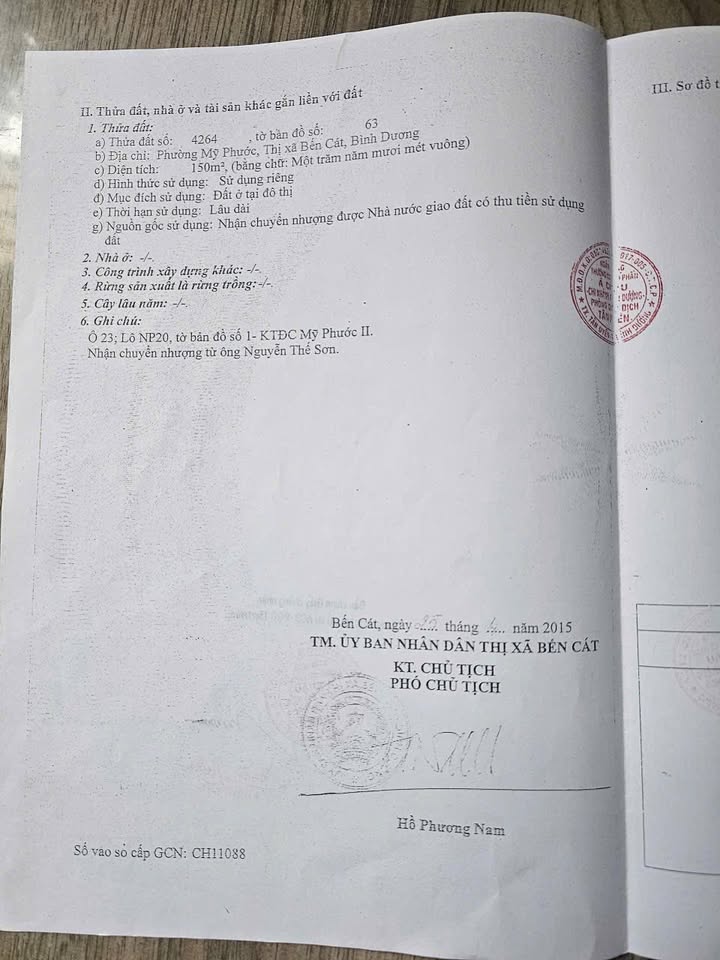 II. Thửa đất, nhà ở và tài sản khác gắn liền với đất
1. Thửa đất:
a) Thửa đất số: 4264 , tờ bản đồ số: 63
b) Địa chỉ: Phường Mỹ Phước, Thị xã Bến Cát, Bình Dương
c) Diện tích: 150m², (bằng chữ: Một trăm năm mươi mét vuông)
d) Hình thức sử dụng: Sử dụng riêng
đ) Mục đích sử dụng: Đất ở tại đô thị
e) Thời hạn sử dụng: Lâu dài
g) Nguồn gốc sử dụng: Nhận chuyển nhượng được Nhà nước giao đất có thu tiền sử dụng
đất
2. Nhà ở: -/-.
3. Công trình xây dựng khác: -/-.
4. Rừng sản xuất là rừng trồng: -/-.
5. Cây lâu năm: -/-.
6. Ghi chú:
Ô 23; Lô NP20, tờ bản đồ số 1- KTĐC Mỹ Phước II.
Nhận chuyển nhượng từ ông Nguyễn Thế Sơn.
III. Sơ đồ t
Bến Cát, ngày ..... tháng ..... năm 2015
TM. ỦY BAN NHÂN DÂN THỊ XÃ BẾN CÁT
KT. CHỦ TỊCH
PHÓ CHỦ TỊCH
Hồ Phương Nam
Số vào sổ cấp GCN: CH11088